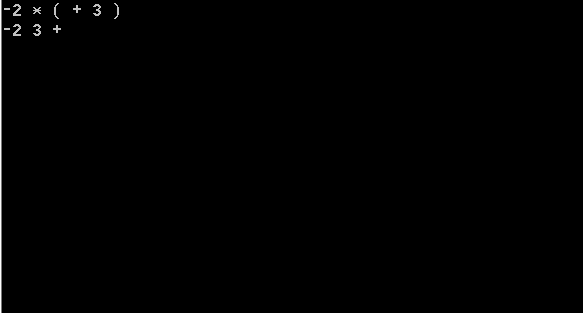 -2 * ( + 3 )
-2 3 +